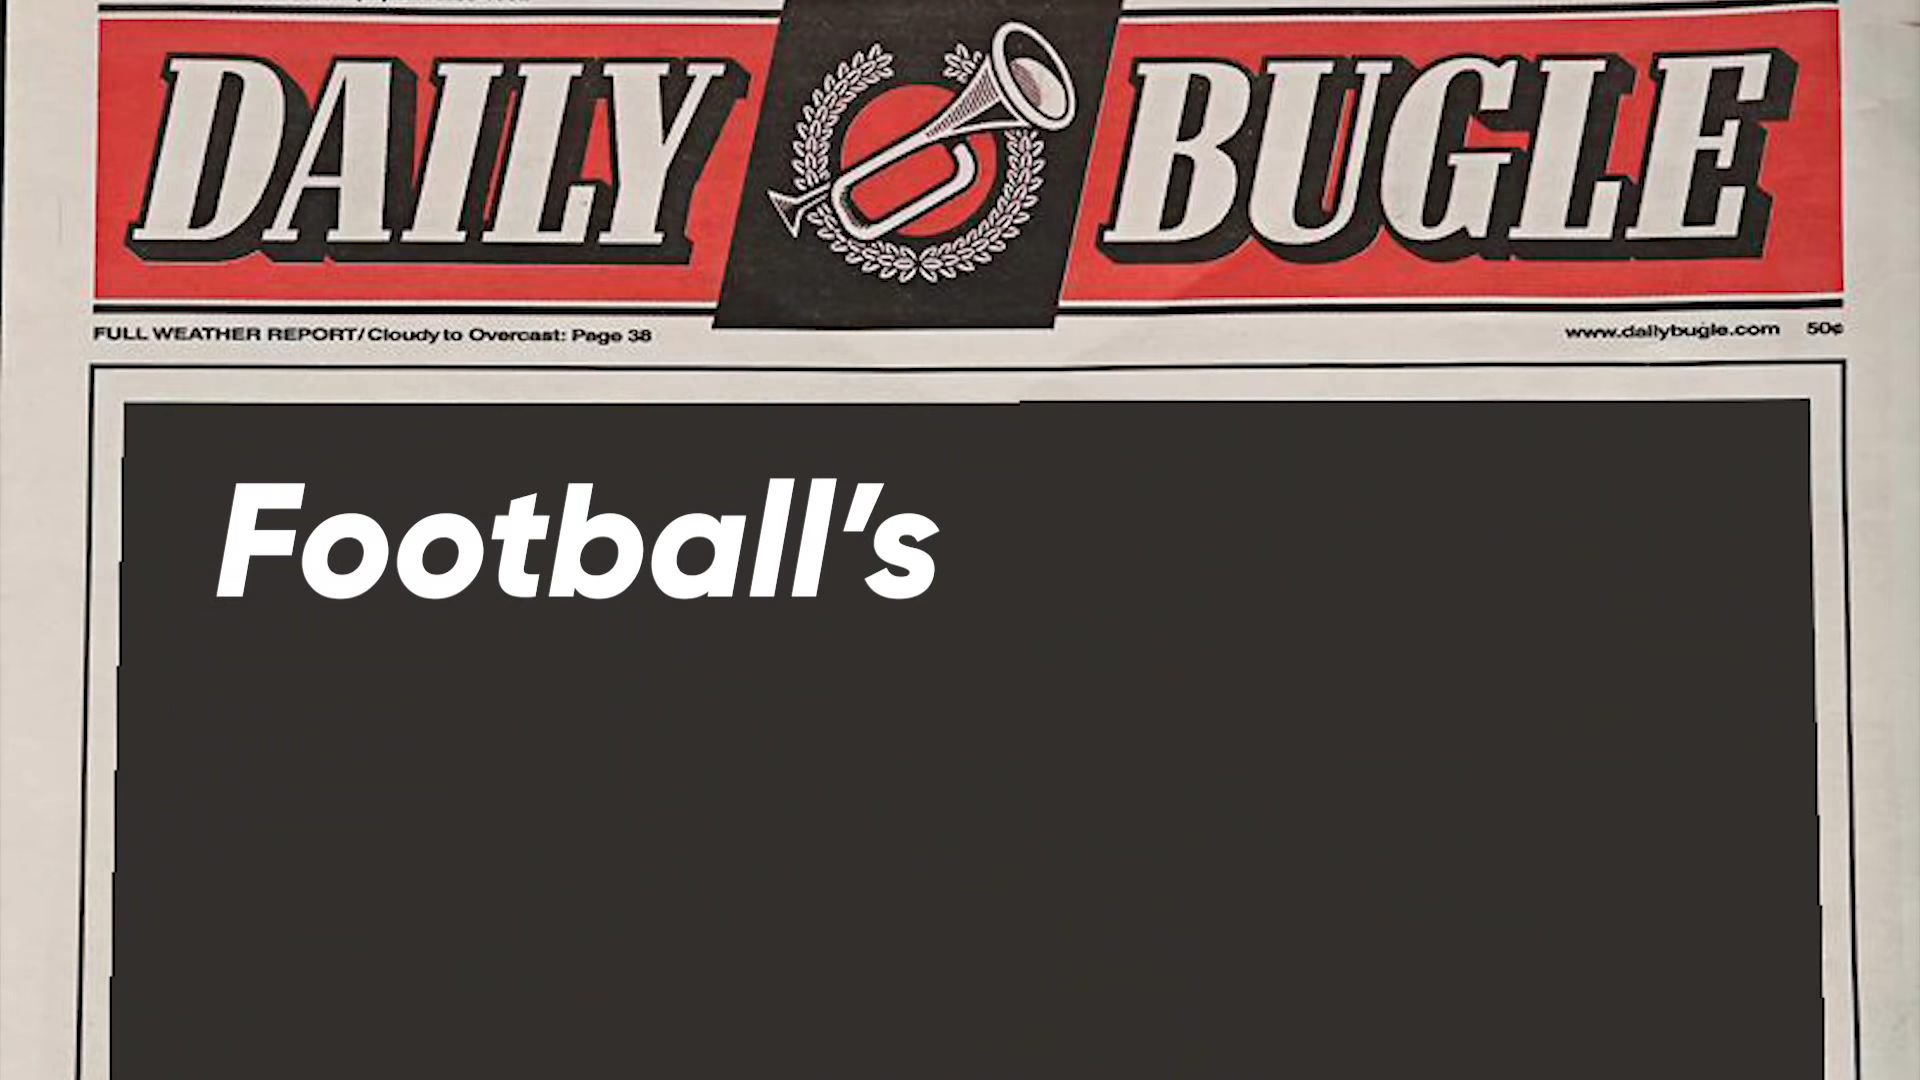 DAILY BUGLE
FULL WEATHER REPORT/Cloudy to Overcast: Page 38
www.dailybugle.com 50¢
Football’s